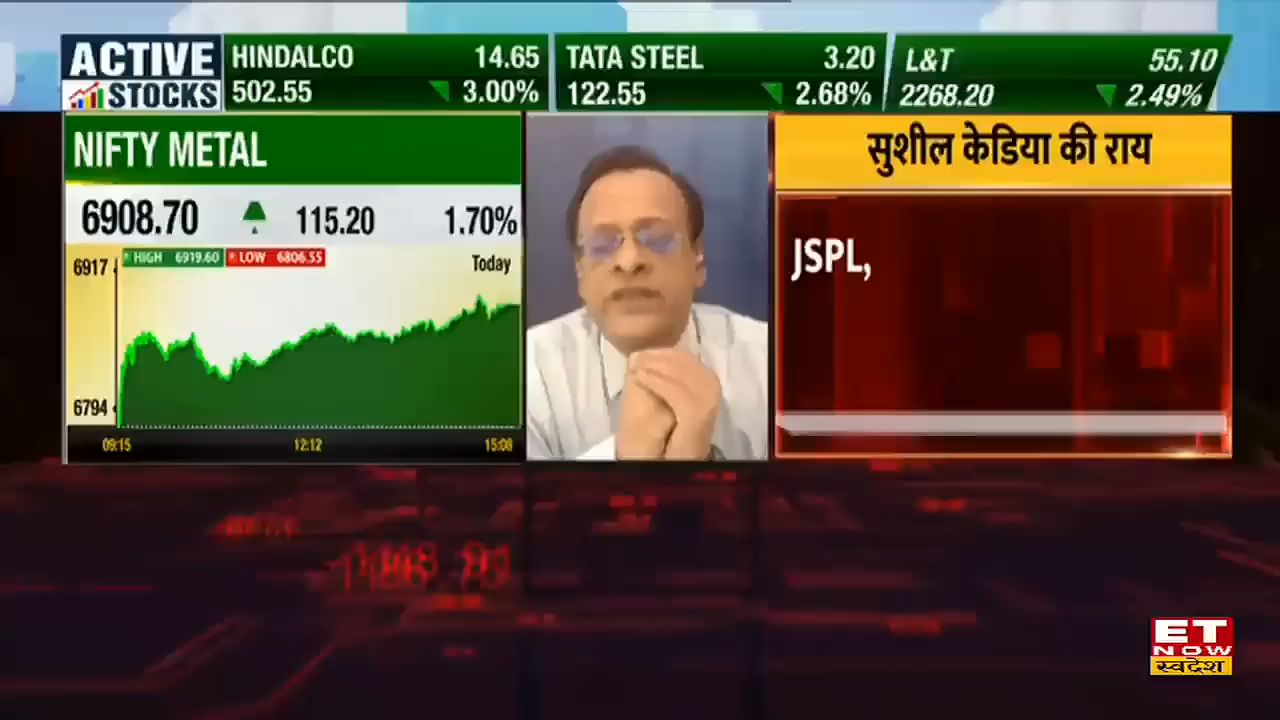 ACTIVE
STOCKS
HINDALCO 14.65
502.55 3.00%
TATA STEEL 3.20
122.55 2.68%
L&T 55.10
2268.20 2.49%
NIFTY METAL
6908.70 115.20 1.70%
HIGH 6919.60 LOW 6806.55
Today
6917
6794
09:15 12:12 15:08
सुशील केडिया की राय
JSPL,
ET
NOW
स्वदेश